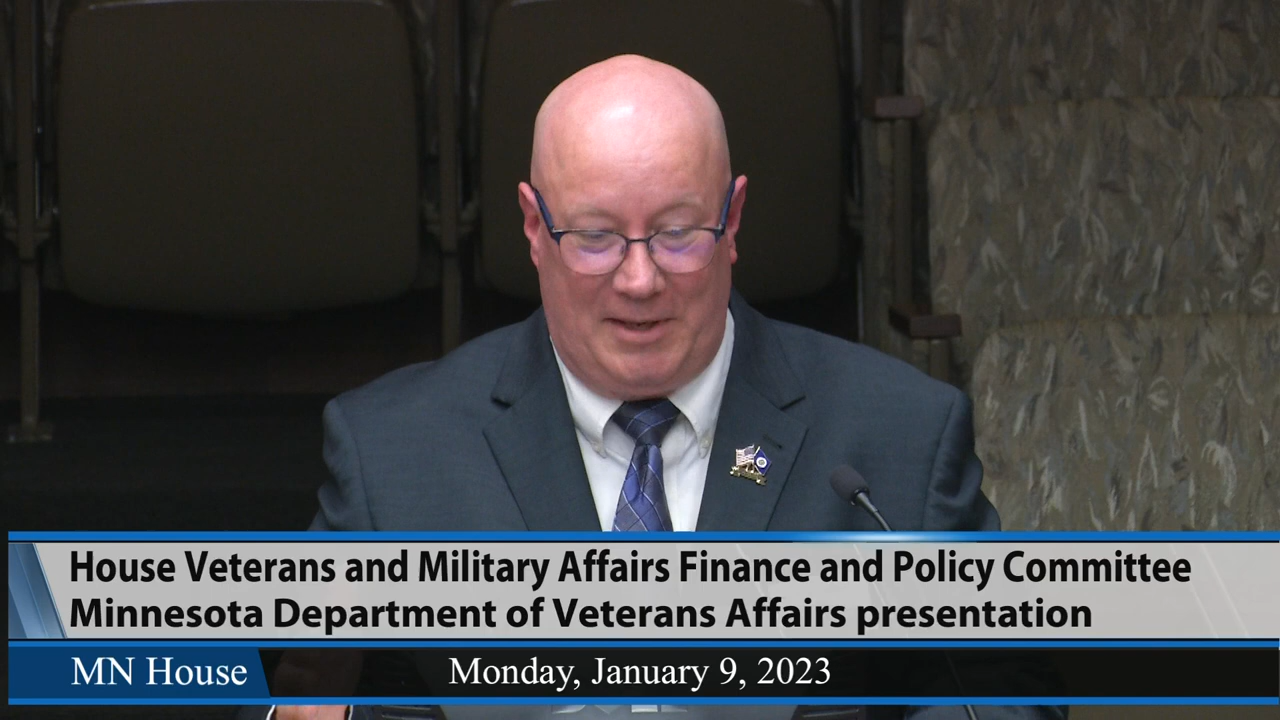 House Veterans and Military Affairs Finance and Policy Committee
Minnesota Department of Veterans Affairs presentation
MN House
Monday, January 9, 2023